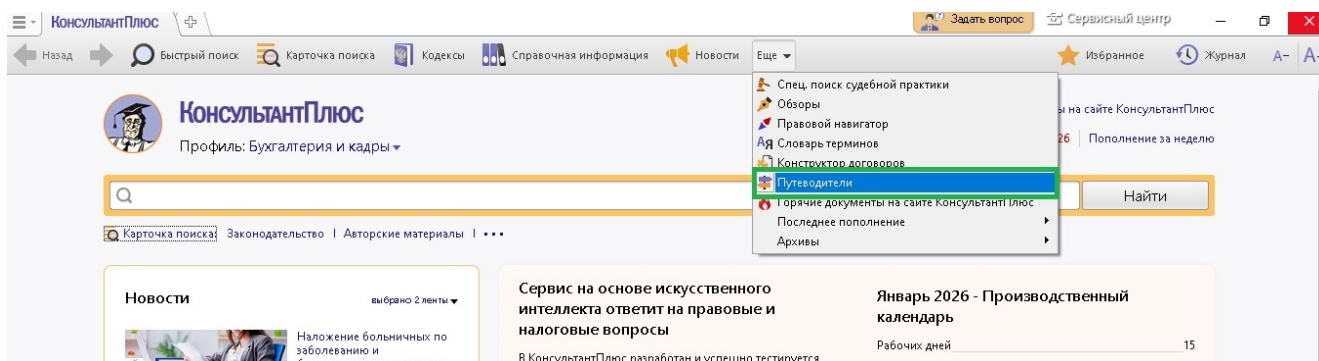 КонсультантПлюс
Задать вопрос Сервисный центр
Назад Быстрый поиск Карточка поиска Кодексы Справочная информация Новости Еще Избранное Журнал А- А
Спец. поиск судебной практики
Обзоры
Правовой навигатор
Ая Словарь терминов
Конструктор договоров
Путеводители
Горячие документы на сайте КонсультантПлюс
Последнее пополнение
Архивы
КонсультантПлюс
Профиль: Бухгалтерия и кадры
на сайте КонсультантПлюс
26 | Пополнение за неделю
Найти
Карточка поиска: Законодательство | Авторские материалы | • • •
Новости
выбрано 2 ленты
Наложение больничных по
заболеванию и
Сервис на основе искусственного
интеллекта ответит на правовые и
налоговые вопросы
В КонсультантПлюс разработан и успешно тестируется
Январь 2026 - Производственный
календарь
Рабочих дней 15